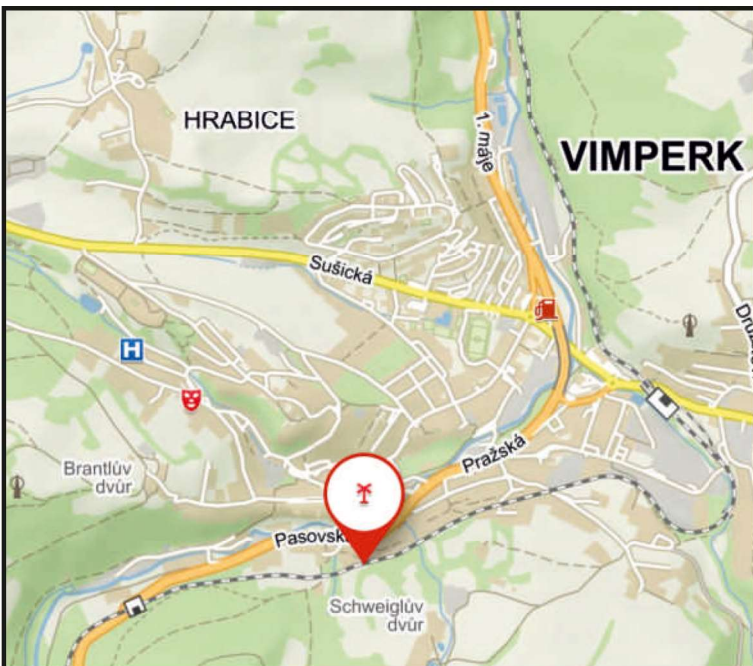 HRABICE
1. máje
VIMPERK
Sušická
H
Brantlův
dvůr
Pražská
Pasovsk
Schweiglův
dvůr